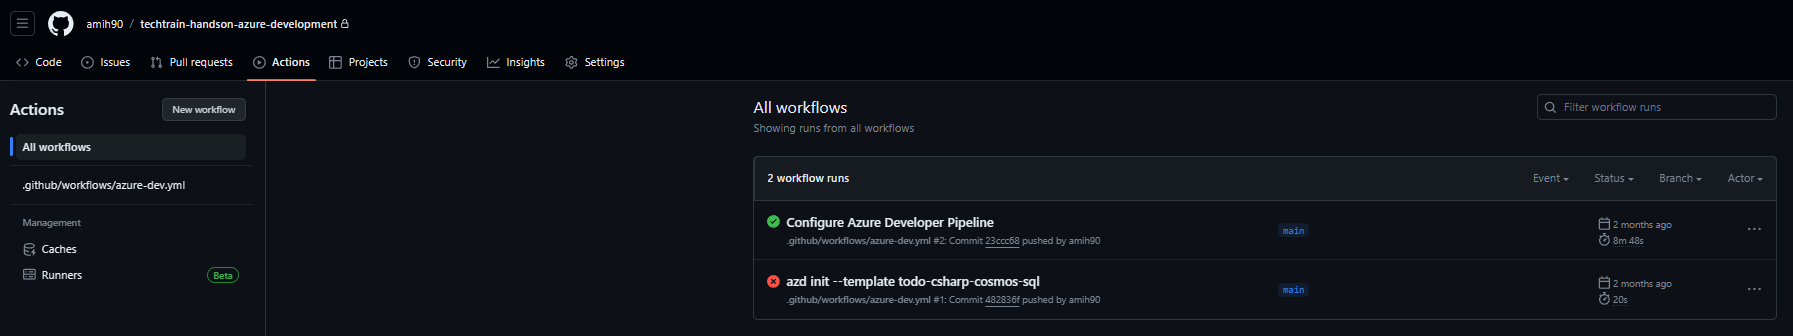 amih90 / techtrain-handson-azure-development
Code Issues Pull requests Actions Projects Security Insights Settings
Actions
New workflow
All workflows
.github/workflows/azure-dev.yml
Management
Caches
Runners Beta
All workflows
Showing runs from all workflows
Filter workflow runs
2 workflow runs Event Status Branch Actor
Configure Azure Developer Pipeline
.github/workflows/azure-dev.yml #2: Commit 23ccc68 pushed by amih90
main
2 months ago
8m 48s
azd init --template todo-csharp-cosmos-sql
.github/workflows/azure-dev.yml #1: Commit 482836f pushed by amih90
main
2 months ago
20s